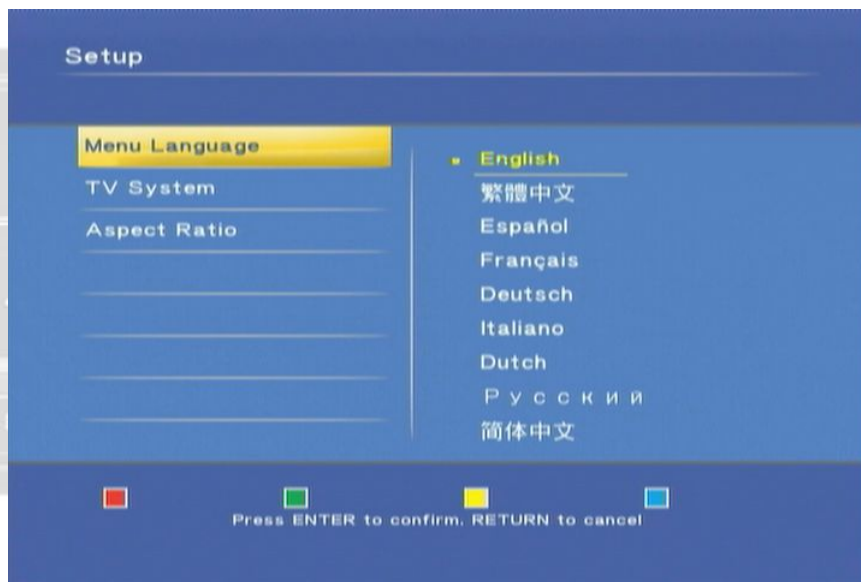 Setup
Menu Language
TV System
Aspect Ratio
English
繁體中文
Español
Français
Deutsch
Italiano
Dutch
Русский
简体中文
Press ENTER to confirm, RETURN to cancel